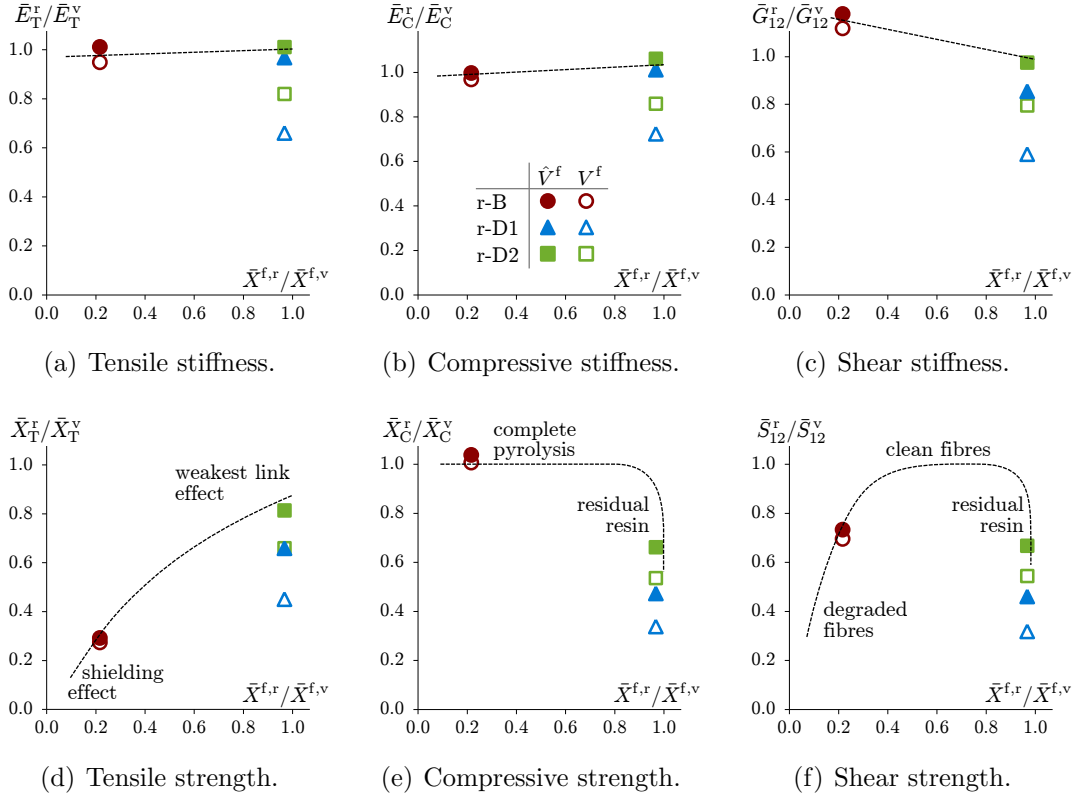 Ē_T^r/Ē_T^v
1.0
0.8
0.6
0.4
0.2
0.0
X̄^f,r/X̄^f,v
0.0 0.2 0.4 0.6 0.8 1.0
(a) Tensile stiffness.
Ē_C^r/Ē_C^v
1.0
0.8
0.6
0.4
0.2
0.0
V̂^f V^f
r-B
r-D1
r-D2
X̄^f,r/X̄^f,v
0.0 0.2 0.4 0.6 0.8 1.0
(b) Compressive stiffness.
Ḡ_12^r/Ḡ_12^v
1.0
0.8
0.6
0.4
0.2
0.0
X̄^f,r/X̄^f,v
0.0 0.2 0.4 0.6 0.8 1.0
(c) Shear stiffness.
X̄_T^r/X̄_T^v
1.0
0.8
0.6
0.4
0.2
0.0
weakest link
effect
shielding
effect
X̄^f,r/X̄^f,v
0.0 0.2 0.4 0.6 0.8 1.0
(d) Tensile strength.
X̄_C^r/X̄_C^v
1.0
0.8
0.6
0.4
0.2
0.0
complete
pyrolysis
residual
resin
X̄^f,r/X̄^f,v
0.0 0.2 0.4 0.6 0.8 1.0
(e) Compressive strength.
S̄_12^r/S̄_12^v
1.0
0.8
0.6
0.4
0.2
0.0
clean fibres
residual
resin
degraded
fibres
X̄^f,r/X̄^f,v
0.0 0.2 0.4 0.6 0.8 1.0
(f) Shear strength.